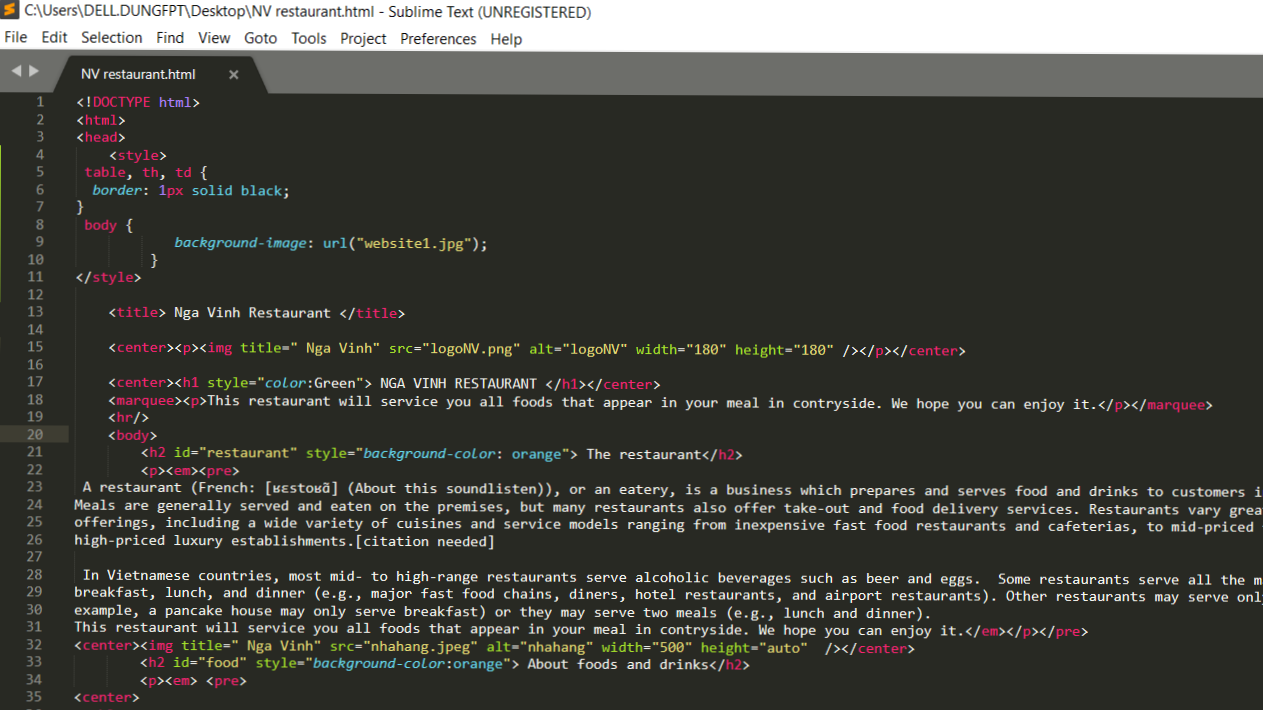 C:\Users\DELL.DUNGFPT\Desktop\NV restaurant.html - Sublime Text (UNREGISTERED)
File Edit Selection Find View Goto Tools Project Preferences Help
NV restaurant.html ×
1 <!DOCTYPE html>
2 <html>
3 <head>
4 <style>
5 table, th, td {
6 border: 1px solid black;
7 }
8 body {
9 background-image: url("website1.jpg");
10 }
11 </style>
12
13 <title> Nga Vinh Restaurant </title>
14
15 <center><p><img title=" Nga Vinh" src="logoNV.png" alt="logoNV" width="180" height="180" /></p></center>
16
17 <center><h1 style="color:Green"> NGA VINH RESTAURANT </h1></center>
18 <marquee><p>This restaurant will service you all foods that appear in your meal in contryside. We hope you can enjoy it.</p></marquee>
19 <hr/>
20 <body>
21 <h2 id="restaurant" style="background-color: orange"> The restaurant</h2>
22 <p><em><pre>
23 A restaurant (French: [ʁɛstoʁɑ̃] (About this soundlisten)), or an eatery, is a business which prepares and serves food and drinks to customers
24 Meals are generally served and eaten on the premises, but many restaurants also offer take-out and food delivery services. Restaurants vary
25 offerings, including a wide variety of cuisines and service models ranging from inexpensive fast food restaurants and cafeterias, to mid-priced
26 high-priced luxury establishments.[citation needed]
27
28 In Vietnamese countries, most mid- to high-range restaurants serve alcoholic beverages such as beer and eggs. Some restaurants serve all the
29 breakfast, lunch, and dinner (e.g., major fast food chains, diners, hotel restaurants, and airport restaurants). Other restaurants may serve
30 example, a pancake house may only serve breakfast) or they may serve two meals (e.g., lunch and dinner).
31 This restaurant will service you all foods that appear in your meal in contryside. We hope you can enjoy it.</em></p></pre>
32 <center><img title=" Nga Vinh" src="nhahang.jpeg" alt="nhahang" width="500" height="auto" /></center>
33 <h2 id="food" style="background-color:orange"> About foods and drinks</h2>
34 <p><em> <pre>
35 <center>